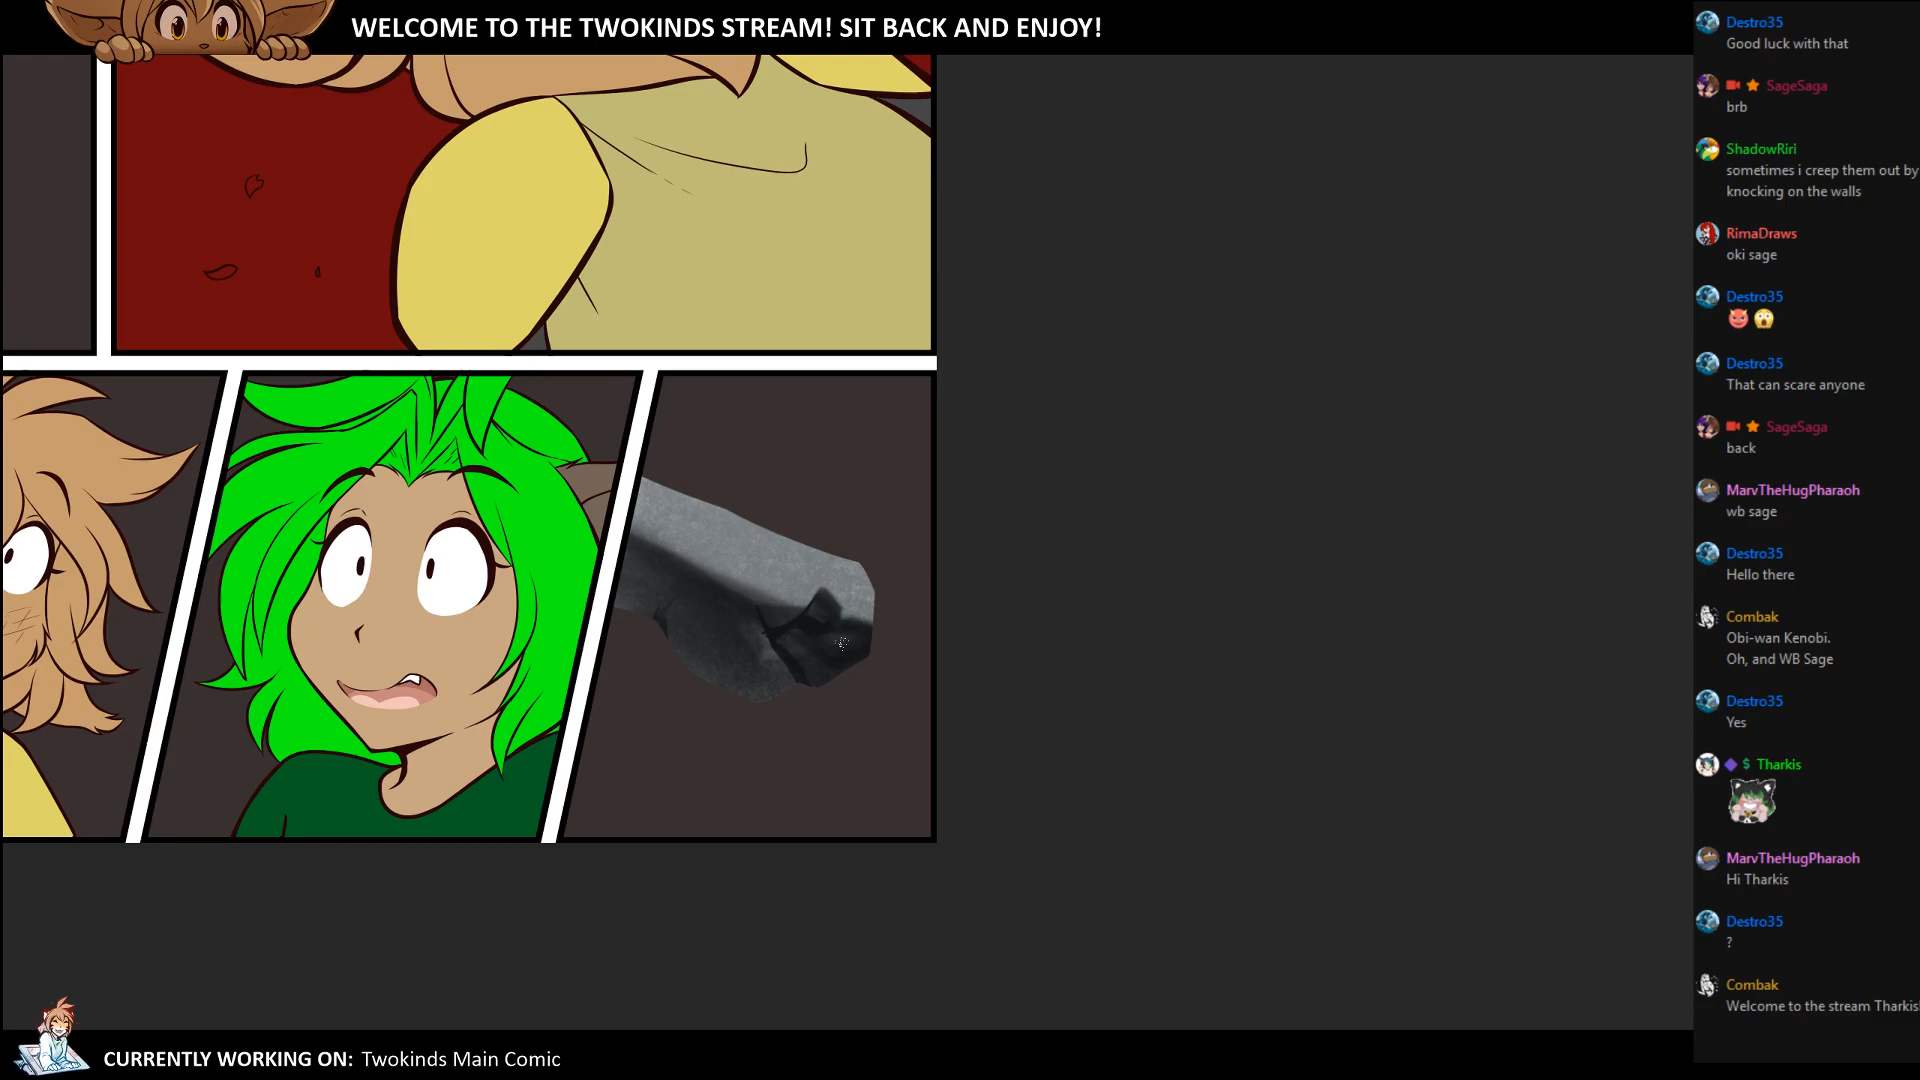 WELCOME TO THE TWOKINDS STREAM! SIT BACK AND ENJOY!
Destro35
Good luck with that
SageSaga
brb
ShadowRiri
sometimes i creep them out by
knocking on the walls
RimaDraws
oki sage
Destro35
Destro35
That can scare anyone
SageSaga
back
MarvTheHugPharaoh
wb sage
Destro35
Hello there
Combak
Obi-wan Kenobi.
Oh, and WB Sage
Destro35
Yes
$ Tharkis
MarvTheHugPharaoh
Hi Tharkis
Destro35
?
Combak
Welcome to the stream Tharkis!
CURRENTLY WORKING ON: Twokinds Main Comic